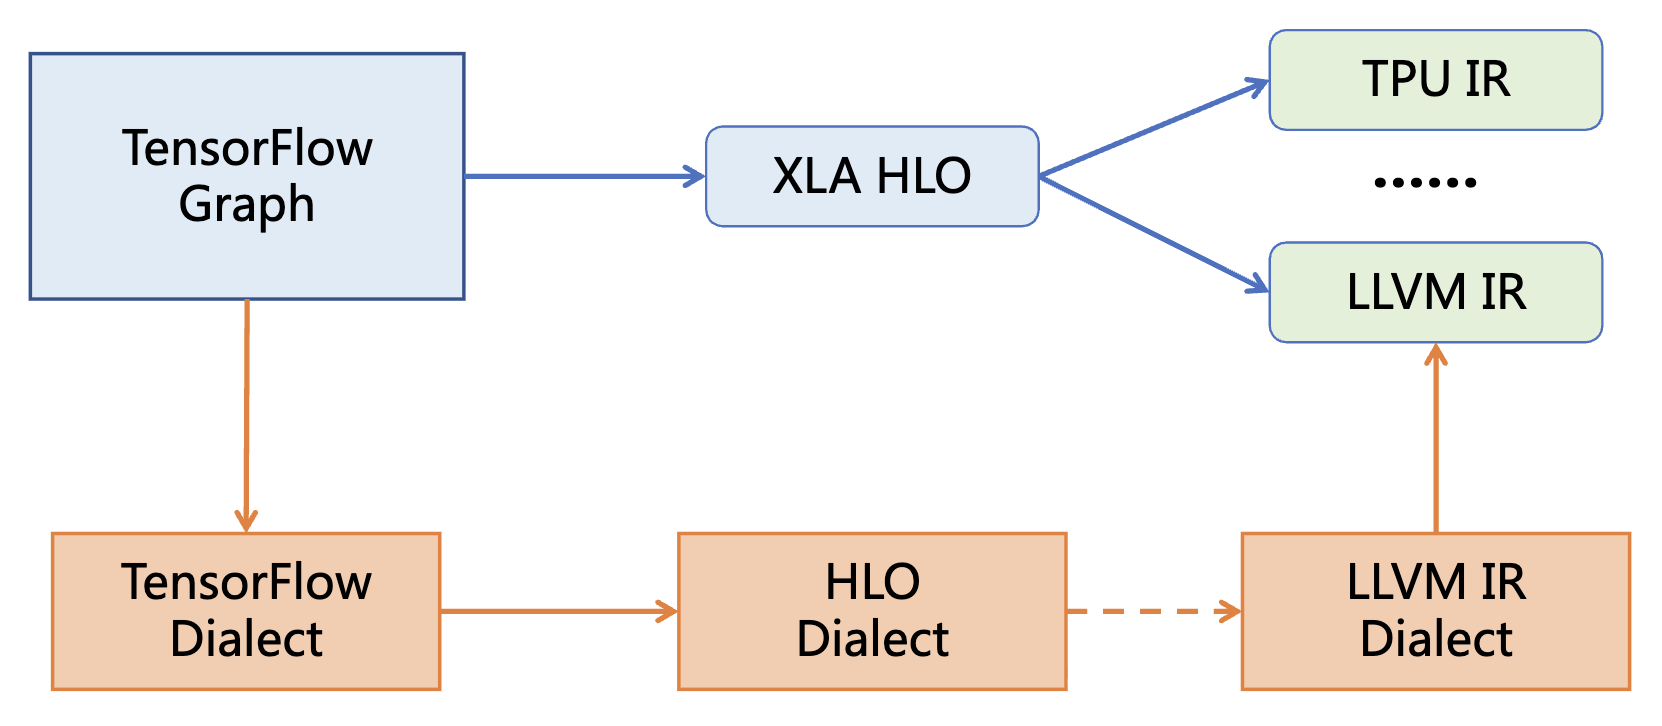 TensorFlow
Graph
XLA HLO
TPU IR
......
LLVM IR
TensorFlow
Dialect
HLO
Dialect
LLVM IR
Dialect